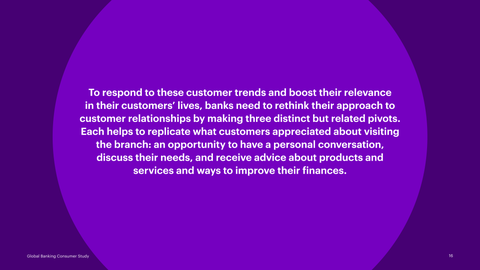 To respond to these customer trends and boost their relevance
in their customers’ lives, banks need to rethink their approach to
customer relationships by making three distinct but related pivots.
Each helps to replicate what customers appreciated about visiting
the branch: an opportunity to have a personal conversation,
discuss their needs, and receive advice about products and
services and ways to improve their finances.
Global Banking Consumer Study